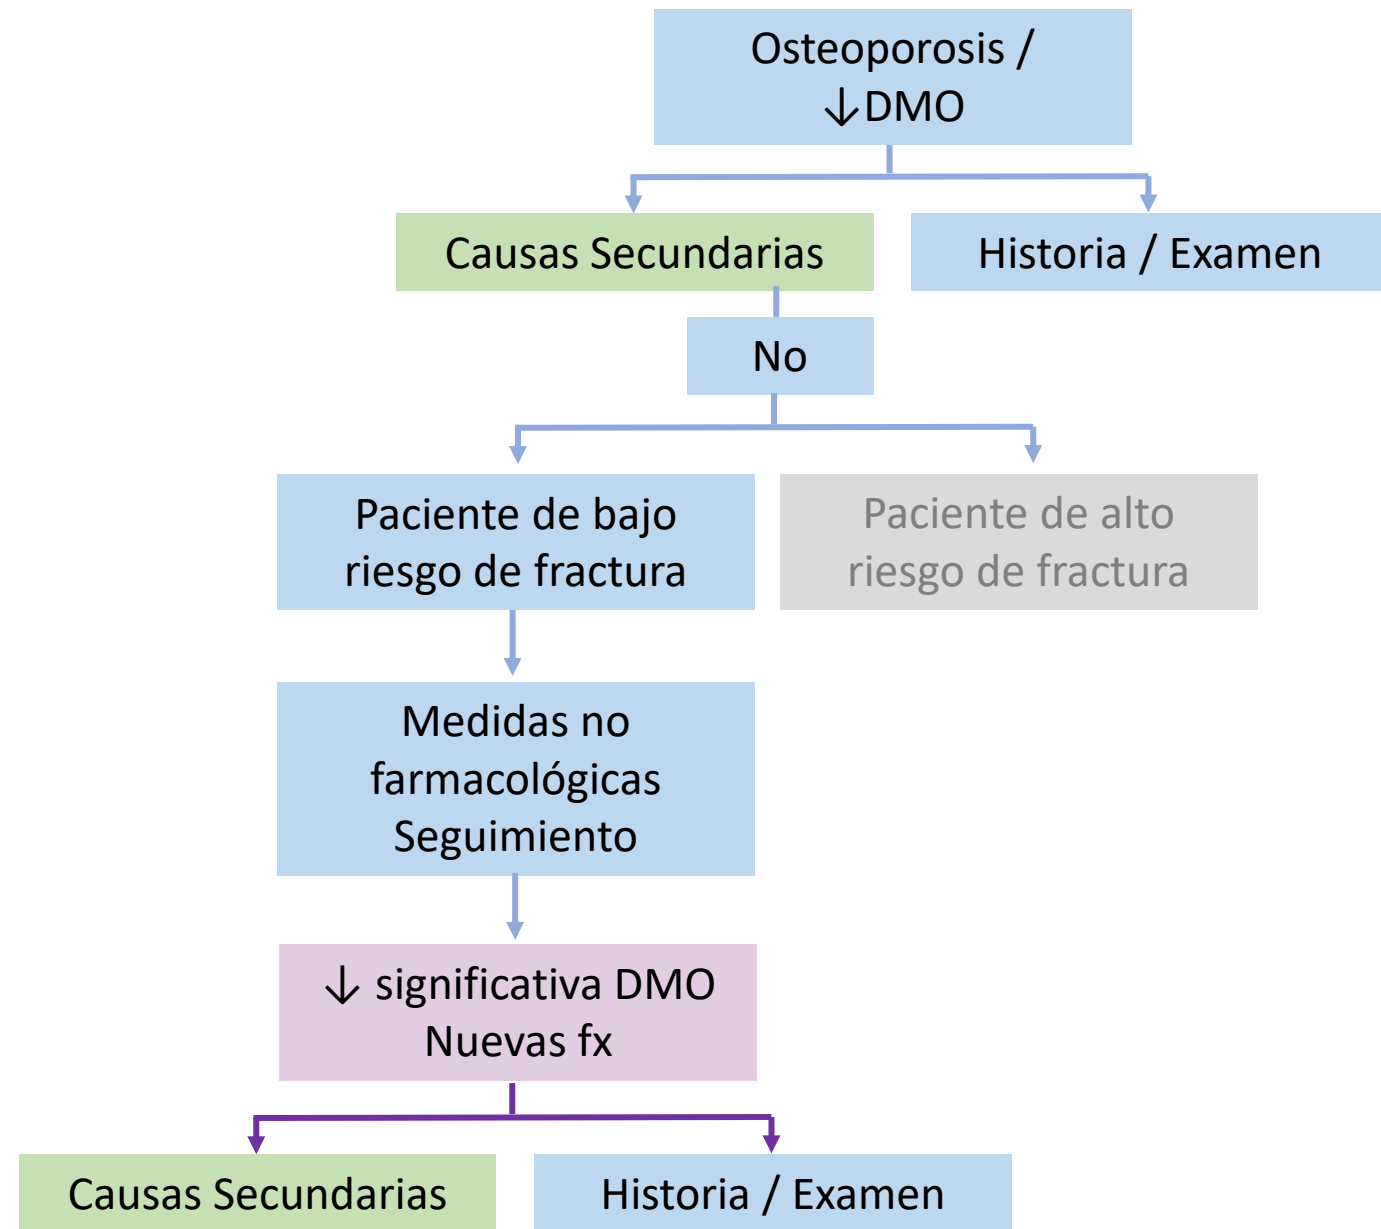 Osteoporosis /
↓DMO
Causas Secundarias
Historia / Examen
No
Paciente de bajo
riesgo de fractura
Paciente de alto
riesgo de fractura
Medidas no
farmacológicas
Seguimiento
↓ significativa DMO
Nuevas fx
Causas Secundarias
Historia / Examen